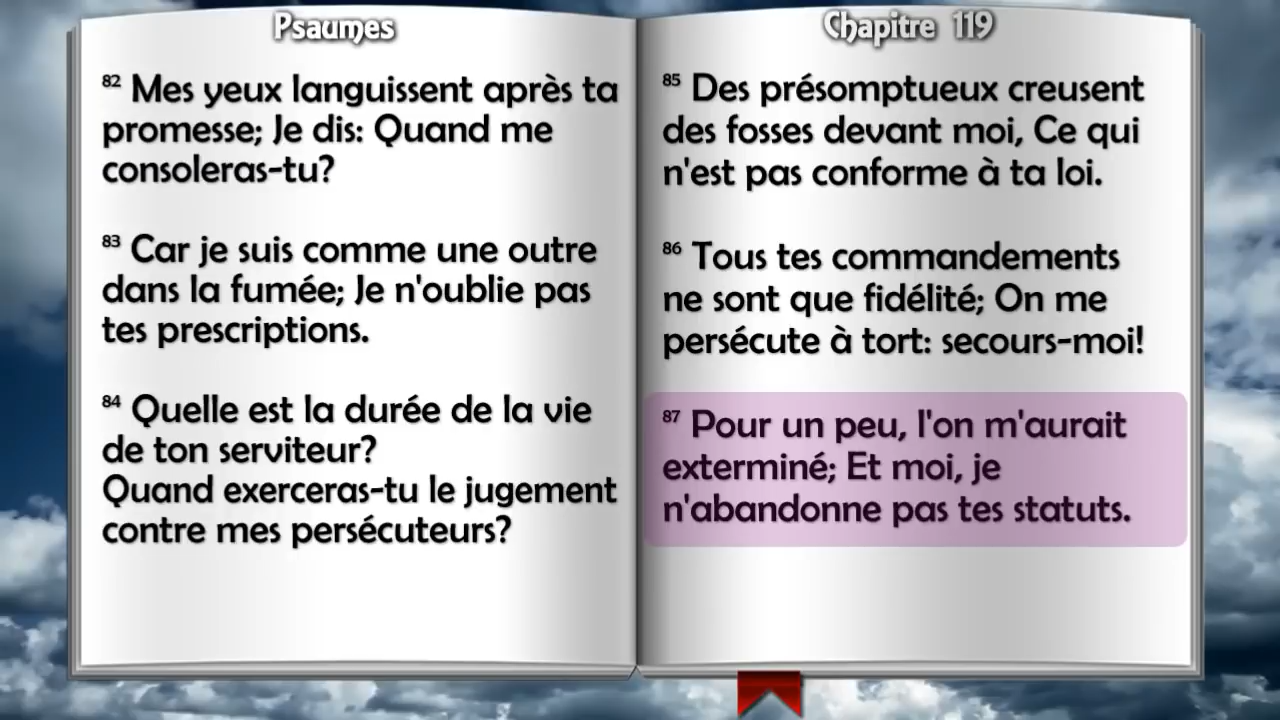 Psaumes
82 Mes yeux languissent après ta
promesse; Je dis: Quand me
consoleras-tu?
83 Car je suis comme une outre
dans la fumée; Je n'oublie pas
tes prescriptions.
84 Quelle est la durée de la vie
de ton serviteur?
Quand exerceras-tu le jugement
contre mes persécuteurs?
Chapitre 119
85 Des présomptueux creusent
des fosses devant moi, Ce qui
n'est pas conforme à ta loi.
86 Tous tes commandements
ne sont que fidélité; On me
persécute à tort: secours-moi!
87 Pour un peu, l'on m'aurait
exterminé; Et moi, je
n'abandonne pas tes statuts.